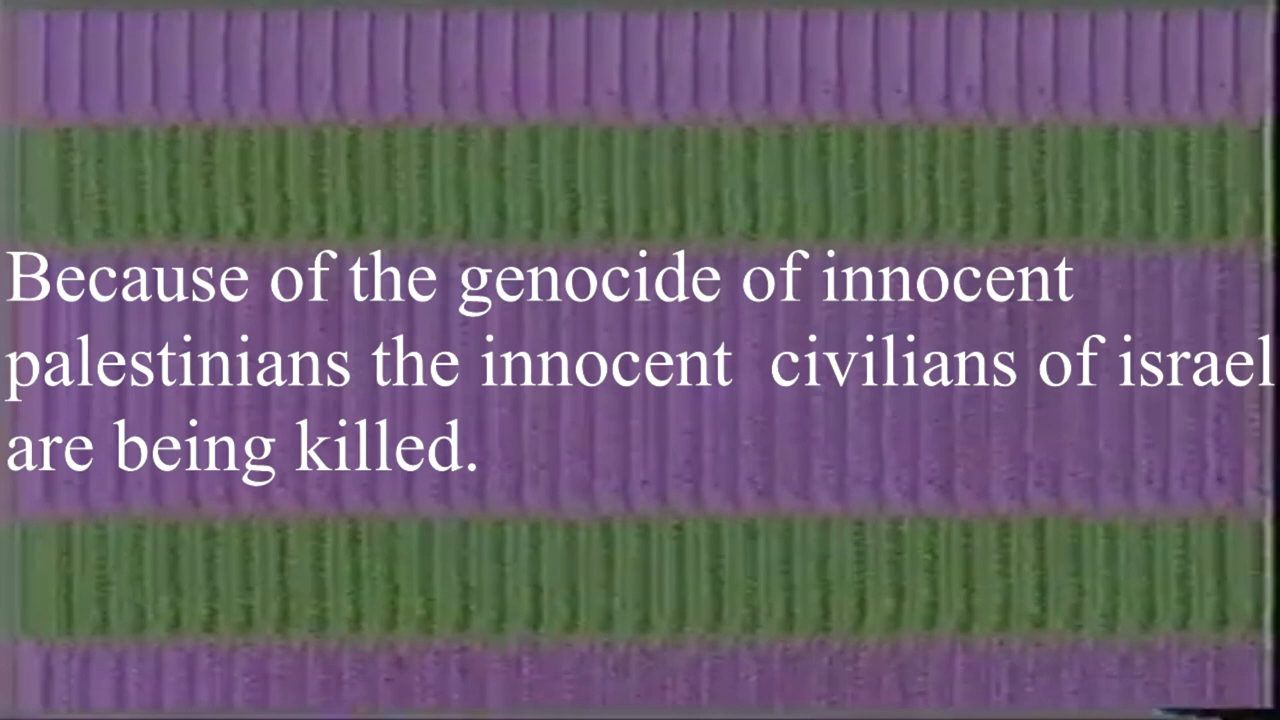 Because of the genocide of innocent
palestinians the innocent  civilians of israel
are being killed.